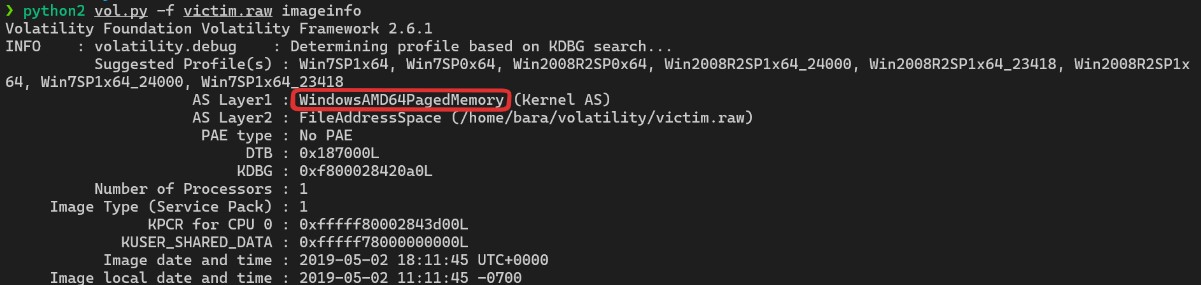 ❯ python2 vol.py -f victim.raw imageinfo
Volatility Foundation Volatility Framework 2.6.1
INFO    : volatility.debug    : Determining profile based on KDBG search...
          Suggested Profile(s) : Win7SP1x64, Win7SP0x64, Win2008R2SP0x64, Win2008R2SP1x64_24000, Win2008R2SP1x64_23418, Win2008R2SP1x
64, Win7SP1x64_24000, Win7SP1x64_23418
                     AS Layer1 : WindowsAMD64PagedMemory (Kernel AS)
                     AS Layer2 : FileAddressSpace (/home/bara/volatility/victim.raw)
                      PAE type : No PAE
                           DTB : 0x187000L
                          KDBG : 0xf800028420a0L
          Number of Processors : 1
     Image Type (Service Pack) : 1
                KPCR for CPU 0 : 0xfffff80002843d00L
             KUSER_SHARED_DATA : 0xfffff78000000000L
           Image date and time : 2019-05-02 18:11:45 UTC+0000
     Image local date and time : 2019-05-02 11:11:45 -0700